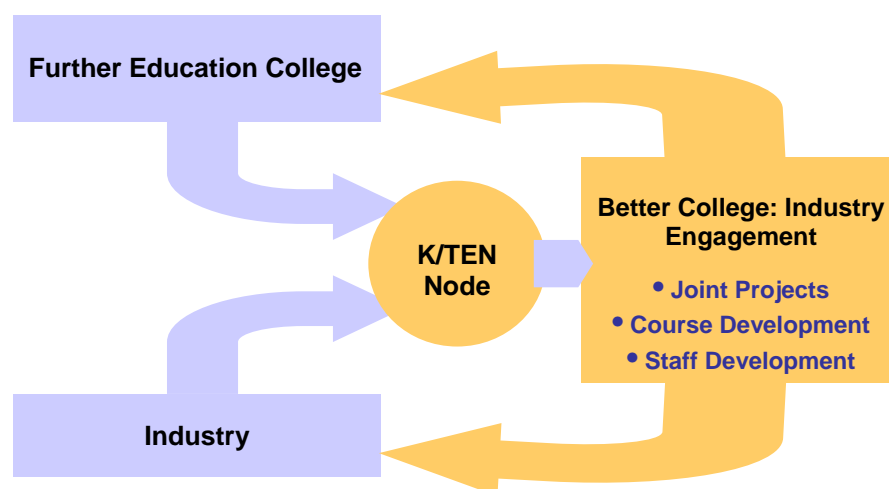 Further Education College
K/TEN
Node
Industry
Better College: Industry
Engagement
• Joint Projects
• Course Development
• Staff Development